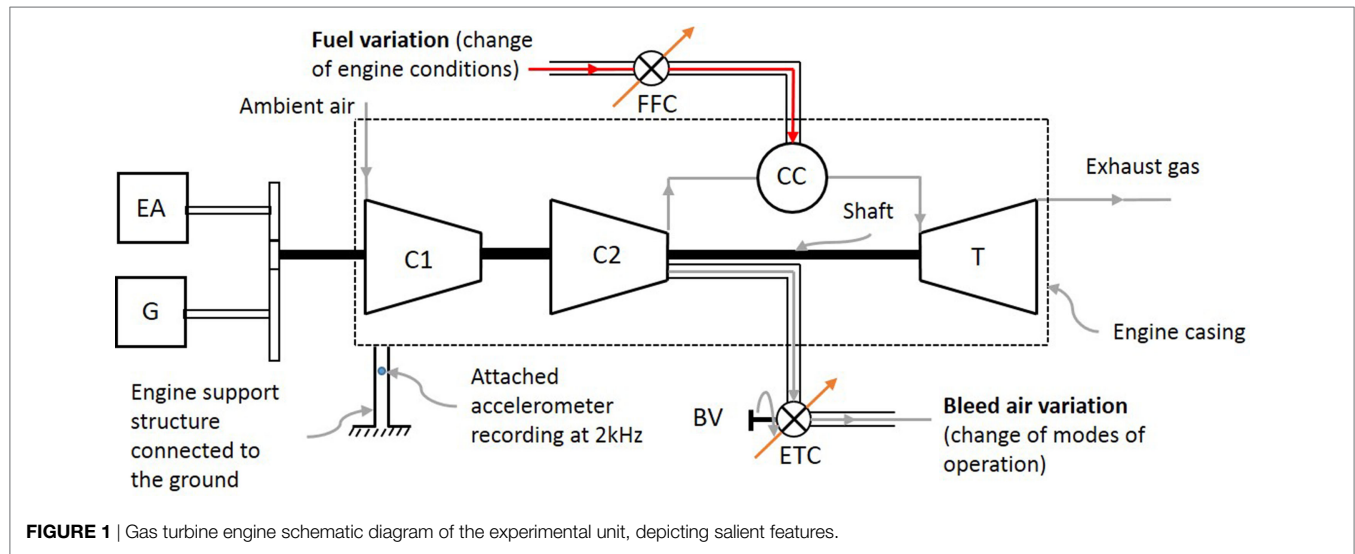 Fuel variation (change
of engine conditions)
FFC
Ambient air
CC
Exhaust gas
EA
Shaft
C1
C2
T
G
Engine casing
Engine support
structure
connected to
the ground
Attached
accelerometer
recording at 2kHz
BV
ETC
Bleed air variation
(change of modes of
operation)
FIGURE 1 | Gas turbine engine schematic diagram of the experimental unit, depicting salient features.